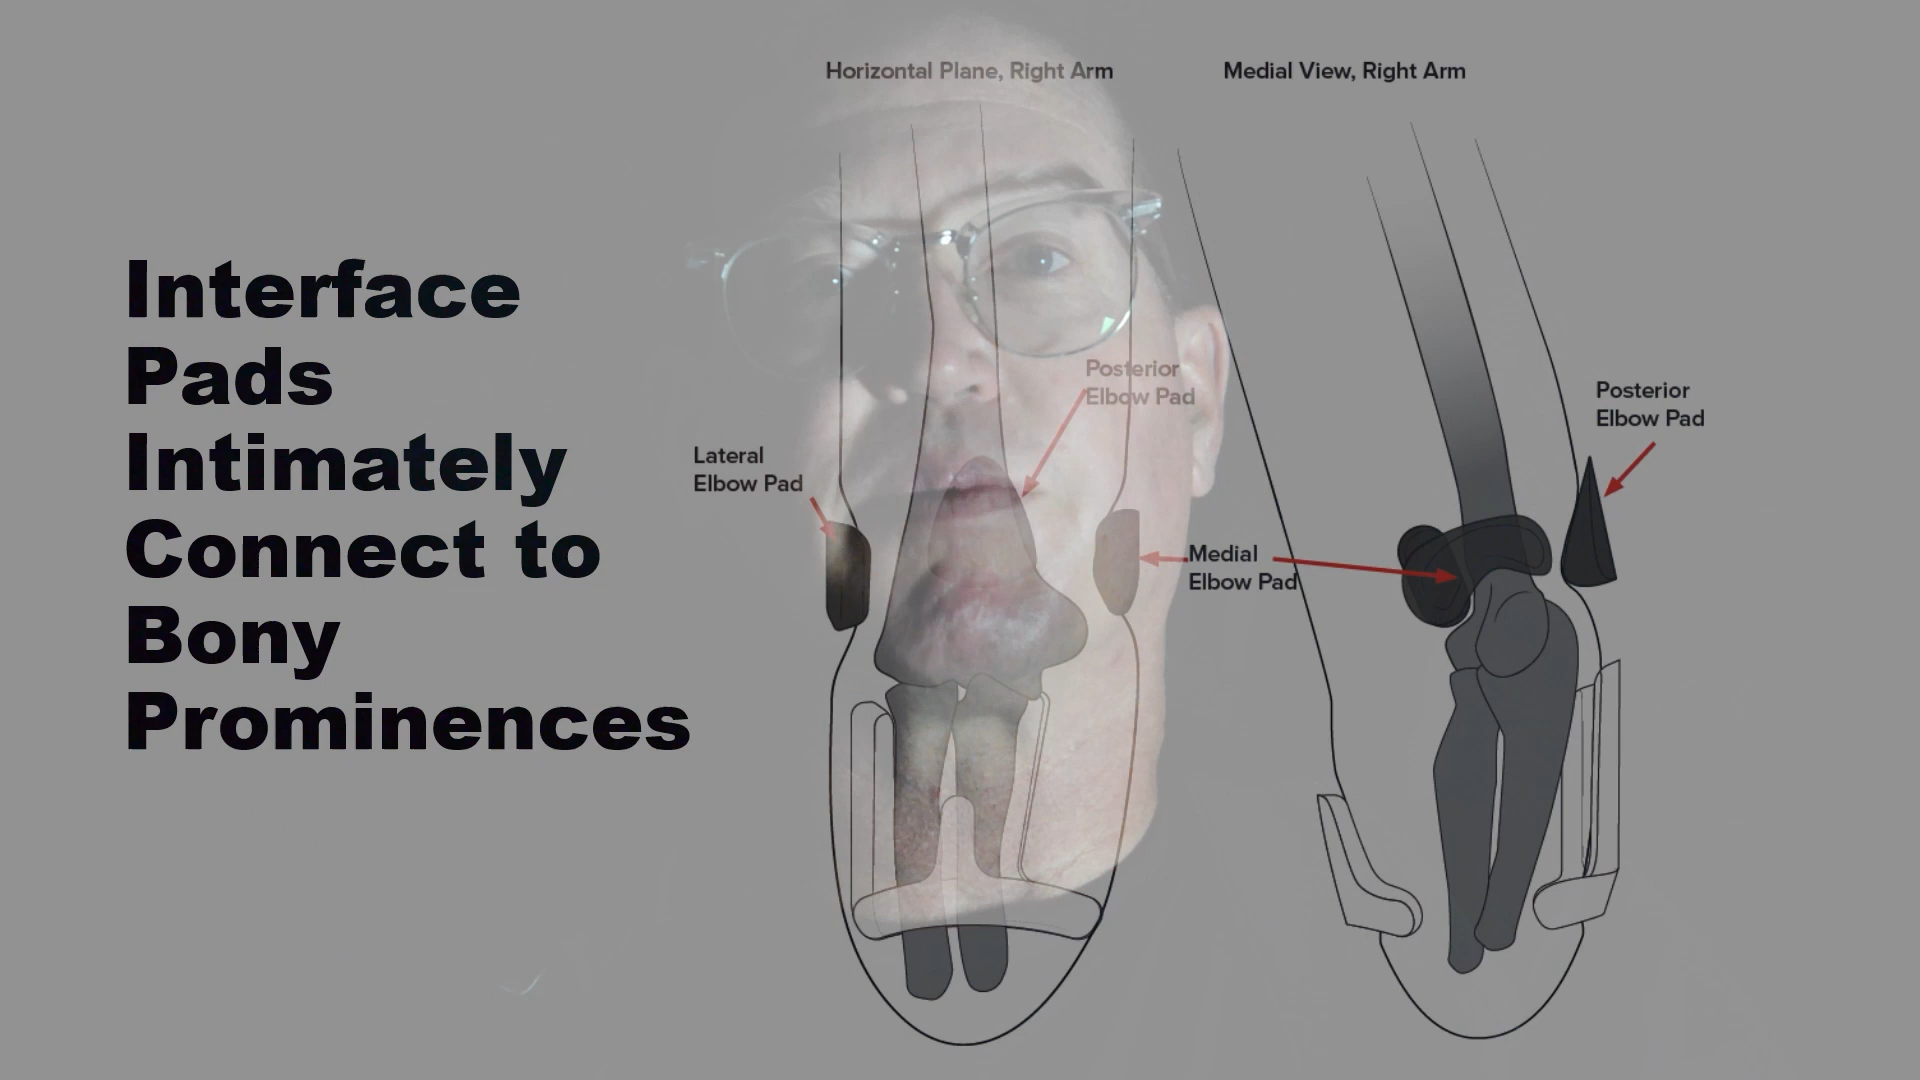 Interface
Pads
Intimately
Connect to
Bony
Prominences
Horizontal Plane, Right Arm
Medial View, Right Arm
Posterior
Elbow Pad
Lateral
Elbow Pad
Medial
Elbow Pad
Posterior
Elbow Pad